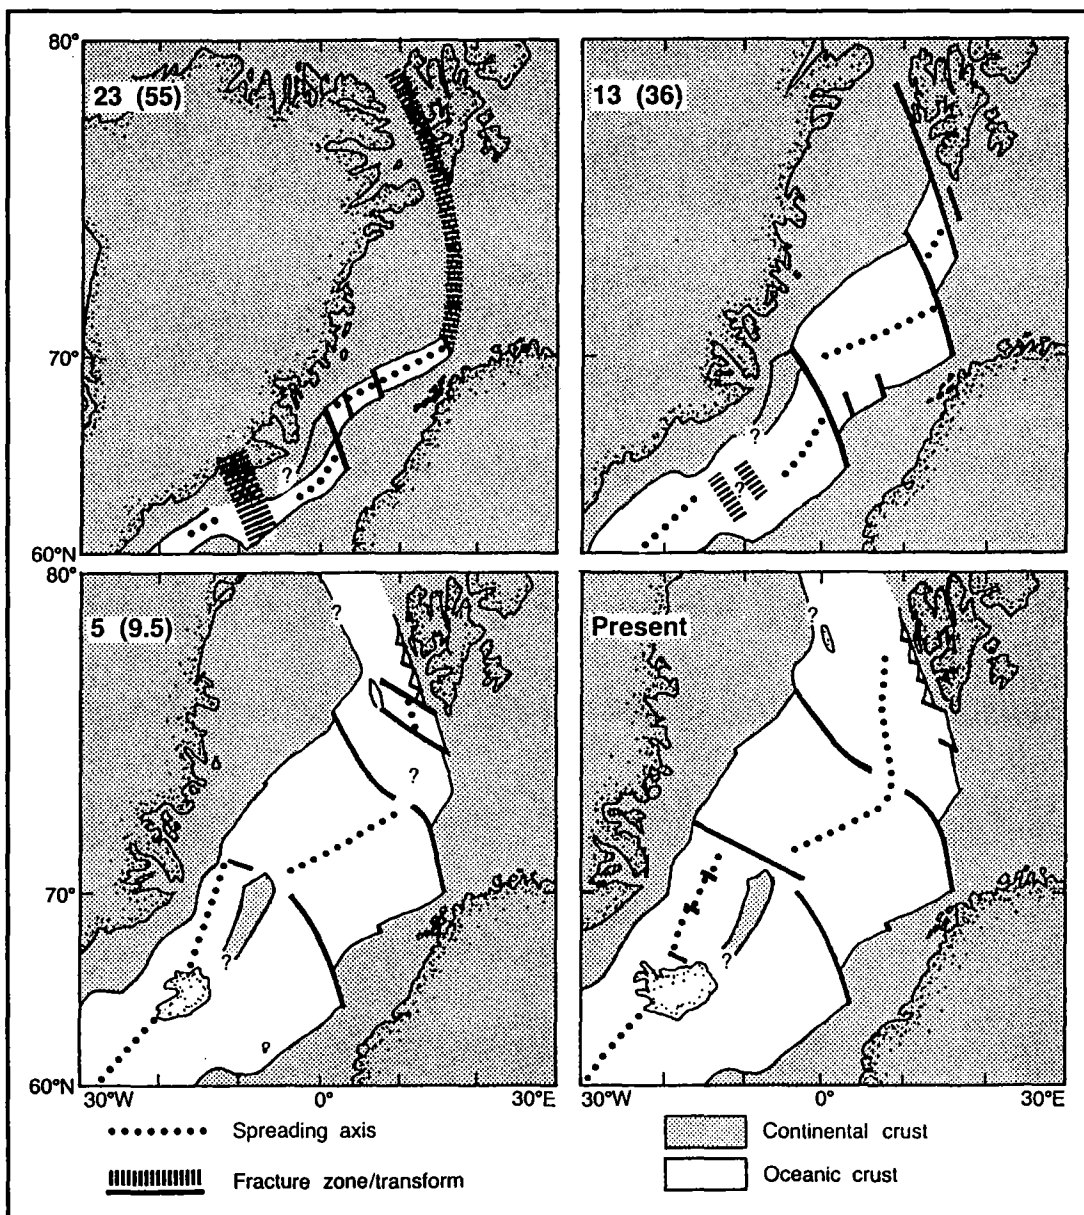 80°
23 (55)
13 (36)
70°
?
?
?
60°N
80°
5 (9.5)
Present
?
?
?
?
70°
?
?
60°N
30°W
0°
30°E
30°W
0°
30°E
Spreading axis
Continental crust
Fracture zone/transform
Oceanic crust